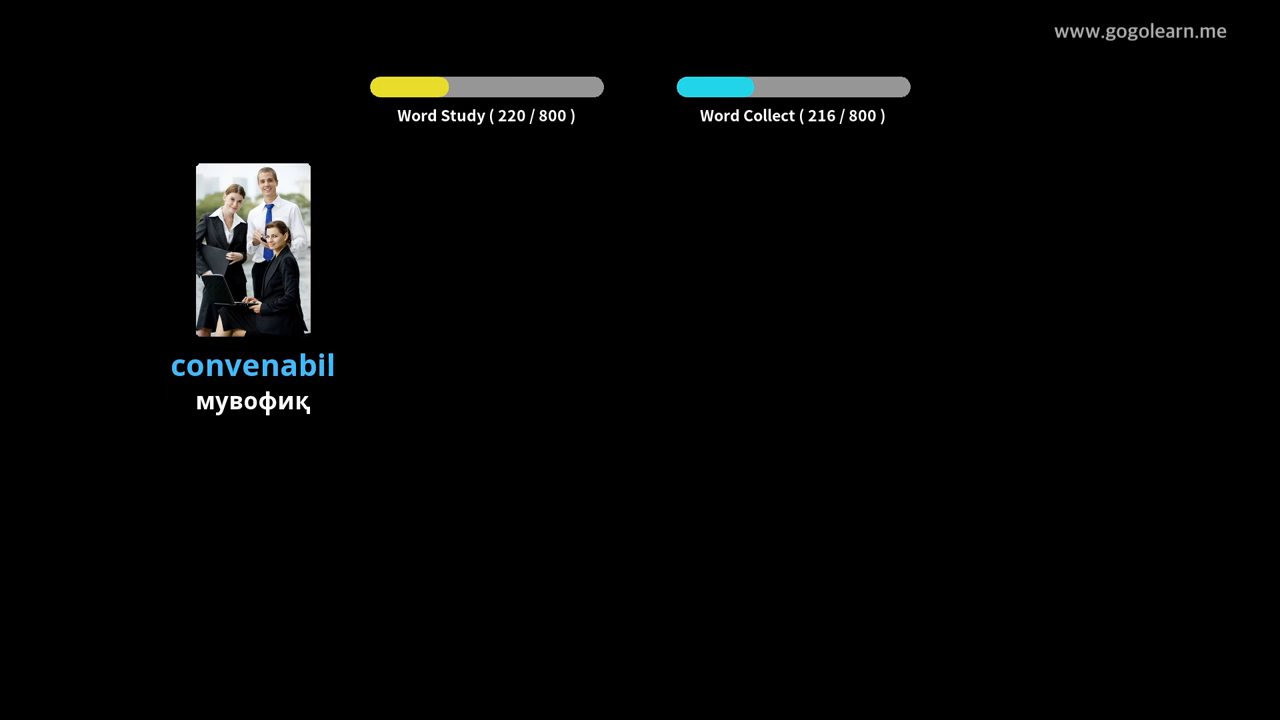 www.gogolearn.me
Word Study ( 220 / 800 )
Word Collect ( 216 / 800 )
convenabil
мувофиқ